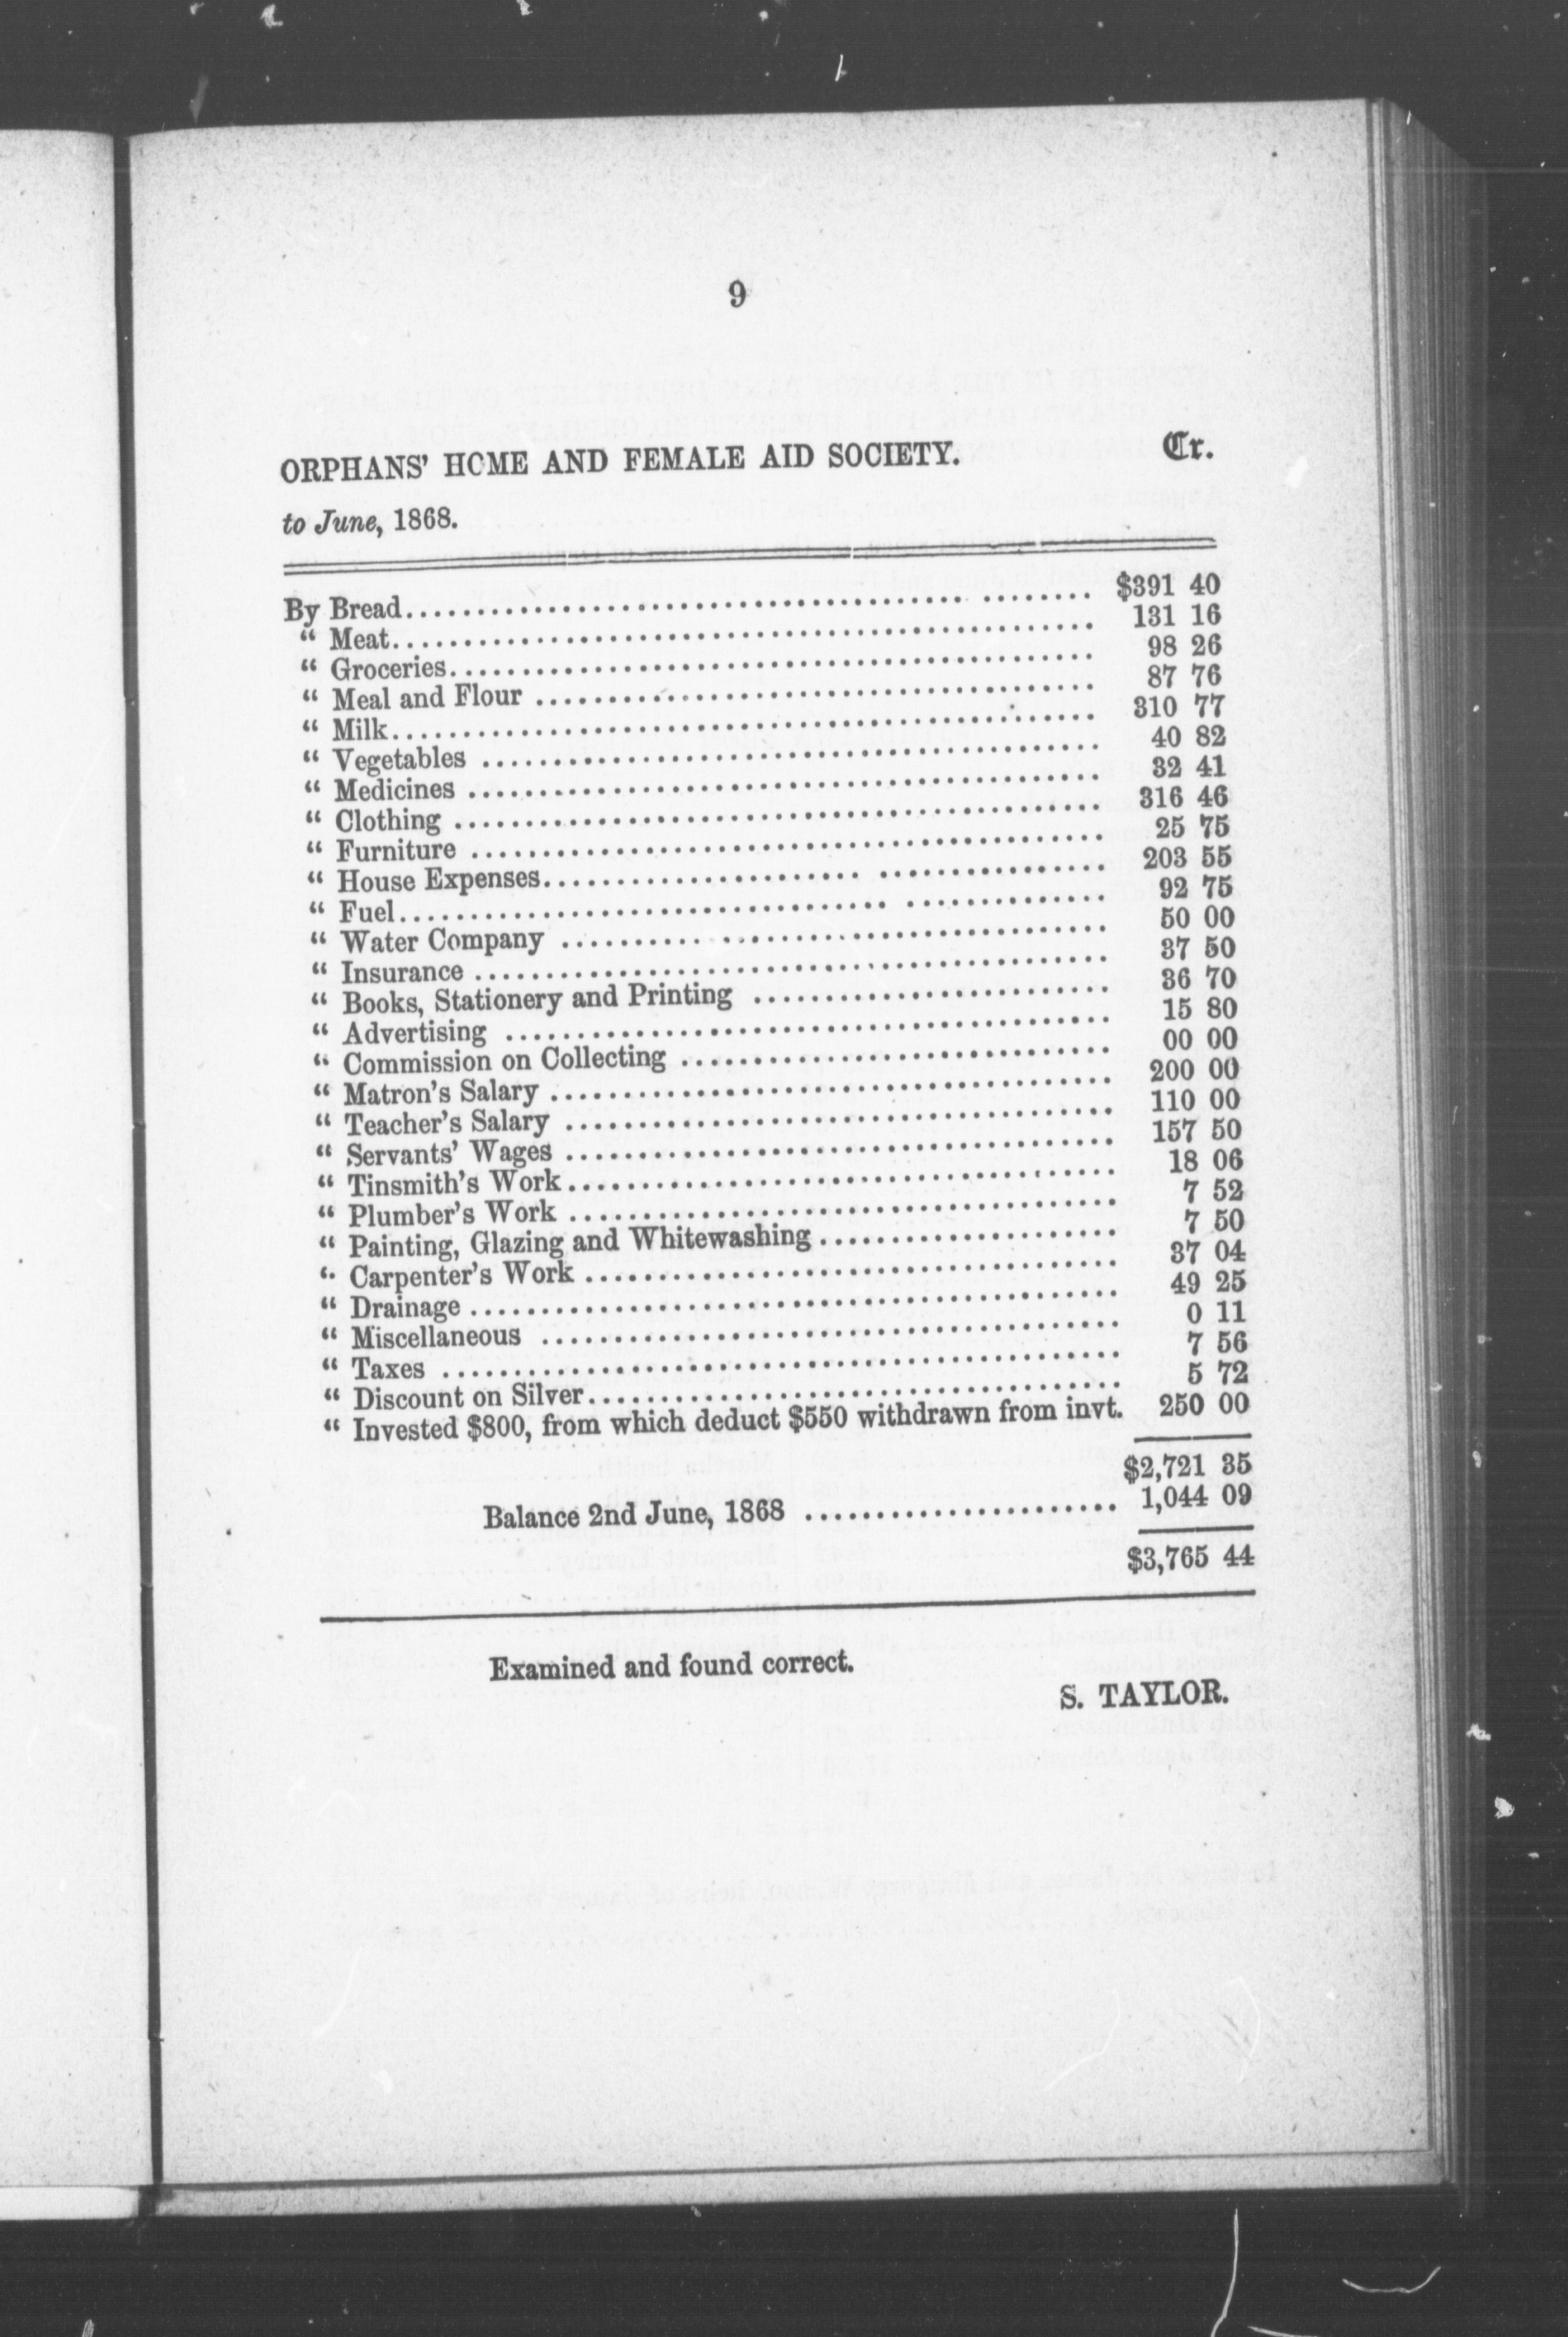 9
ORPHANS' HOME AND FEMALE AID SOCIETY. Cr.
to June, 1868.
By Bread........ $391 40
" Meat........ 131 16
" Groceries........ 98 26
" Meal and Flour ........ 87 76
" Milk........ 310 77
" Vegetables ........ 40 82
" Medicines ........ 32 41
" Clothing ........ 316 46
" Furniture ........ 25 75
" House Expenses........ 203 55
" Fuel........ 92 75
" Water Company ........ 50 00
" Insurance ........ 37 50
" Books, Stationery and Printing ........ 36 70
" Advertising ........ 15 80
" Commission on Collecting ........ 00 00
" Matron's Salary ........ 200 00
" Teacher's Salary ........ 110 00
" Servants' Wages ........ 157 50
" Tinsmith's Work........ 18 06
" Plumber's Work ........ 7 52
" Painting, Glazing and Whitewashing........ 7 50
" Carpenter's Work ........ 37 04
" Drainage ........ 49 25
" Miscellaneous ........ 0 11
" Taxes ........ 7 56
" Discount on Silver........ 5 72
" Invested $800, from which deduct $550 withdrawn from invt. 250 00
$2,721 35
Balance 2nd June, 1868 ........ 1,044 09
$3,765 44
Examined and found correct.
S. TAYLOR.